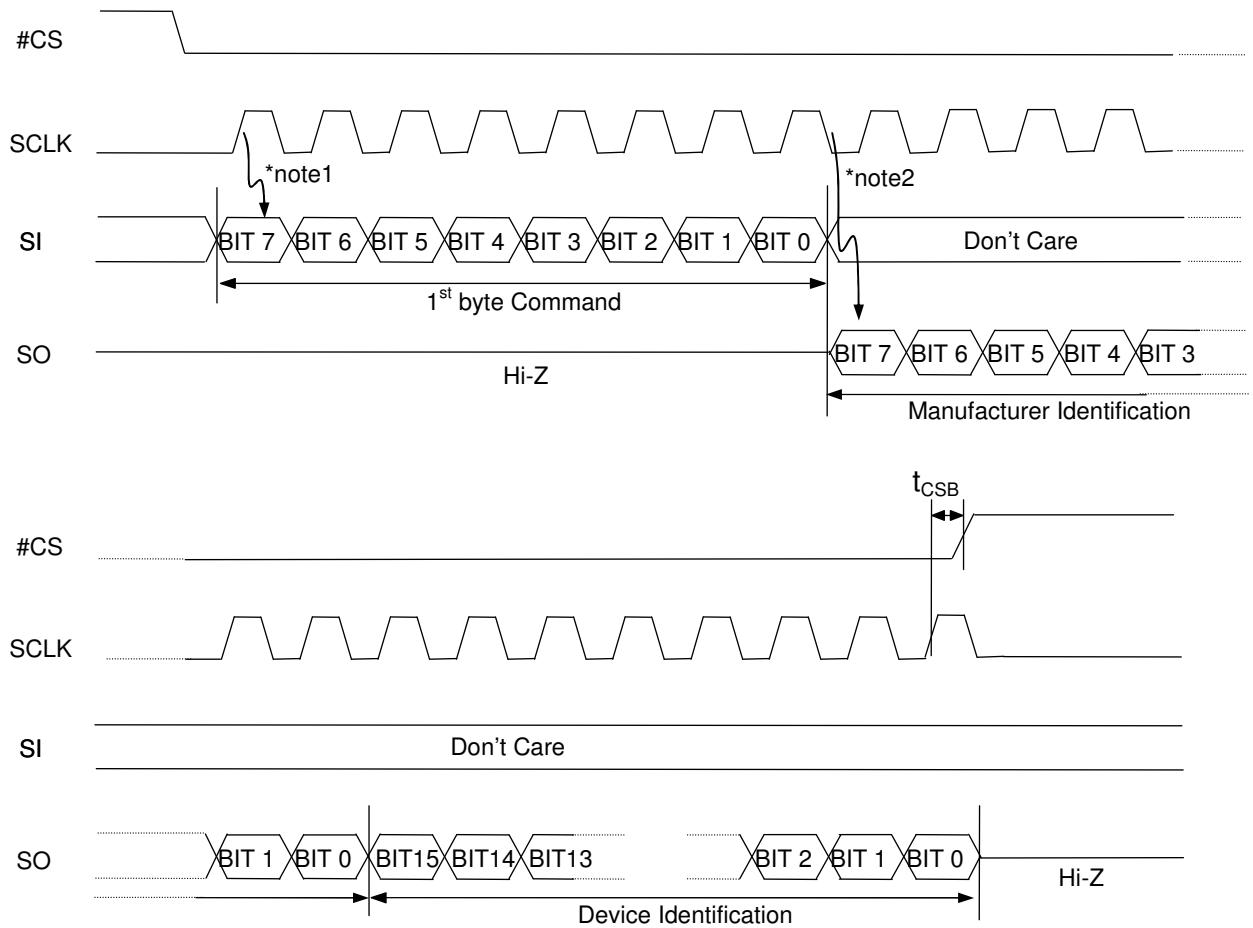 #CS
SCLK
*note1
*note2
SI
BIT 7 BIT 6 BIT 5 BIT 4 BIT 3 BIT 2 BIT 1 BIT 0
Don't Care
1st byte Command
SO
Hi-Z
BIT 7 BIT 6 BIT 5 BIT 4 BIT 3
Manufacturer Identification
tCSB
#CS
SCLK
SI
Don't Care
SO
BIT 1 BIT 0 BIT15 BIT14 BIT13
BIT 2 BIT 1 BIT 0
Hi-Z
Device Identification